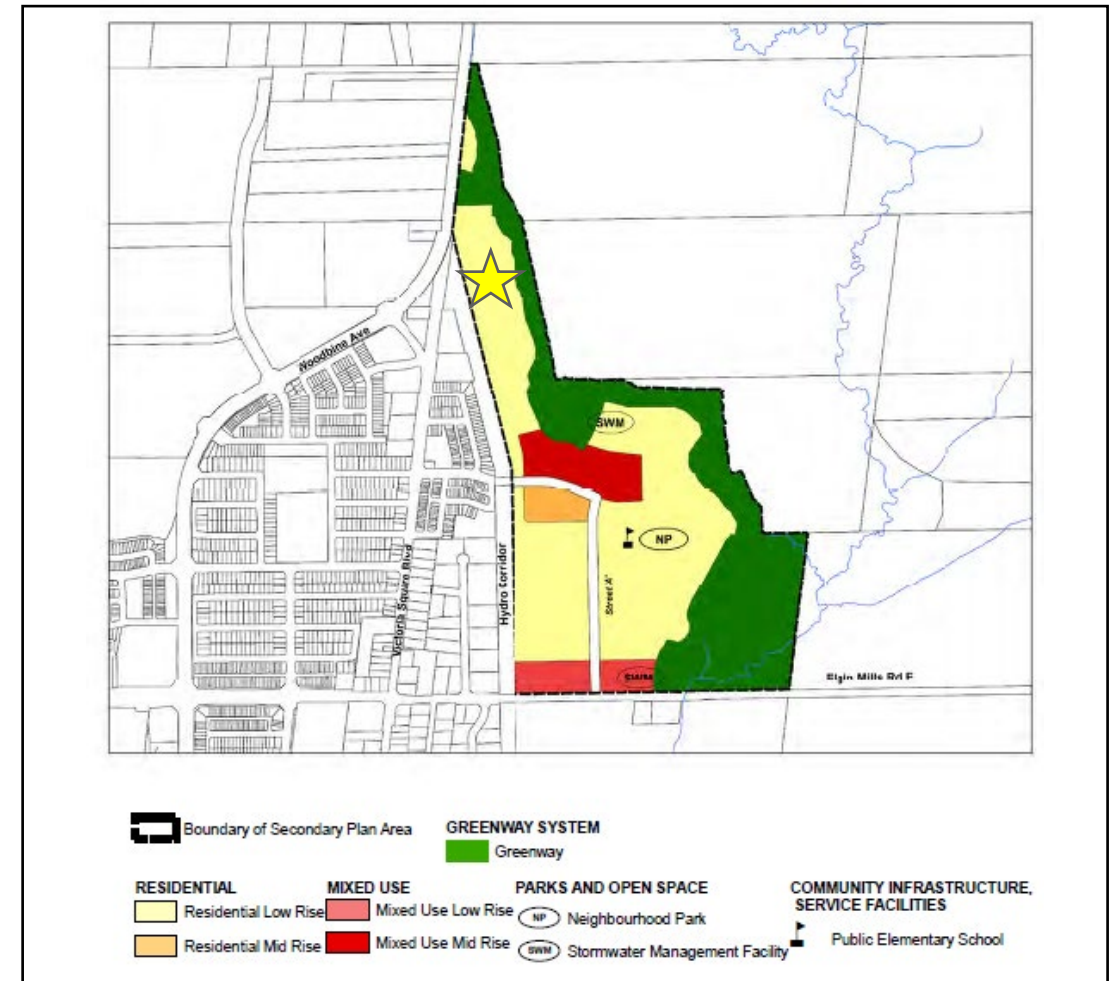 Woodbine Ave
SWM
NP
Victoria Square Blvd
Hydro Corridor
Street 'A'
SWM
Elgin Mills Rd E
Boundary of Secondary Plan Area
GREENWAY SYSTEM
Greenway
RESIDENTIAL
Residential Low Rise
Residential Mid Rise
MIXED USE
Mixed Use Low Rise
Mixed Use Mid Rise
PARKS AND OPEN SPACE
NP Neighbourhood Park
SWM Stormwater Management Facility
COMMUNITY INFRASTRUCTURE,
SERVICE FACILITIES
Public Elementary School